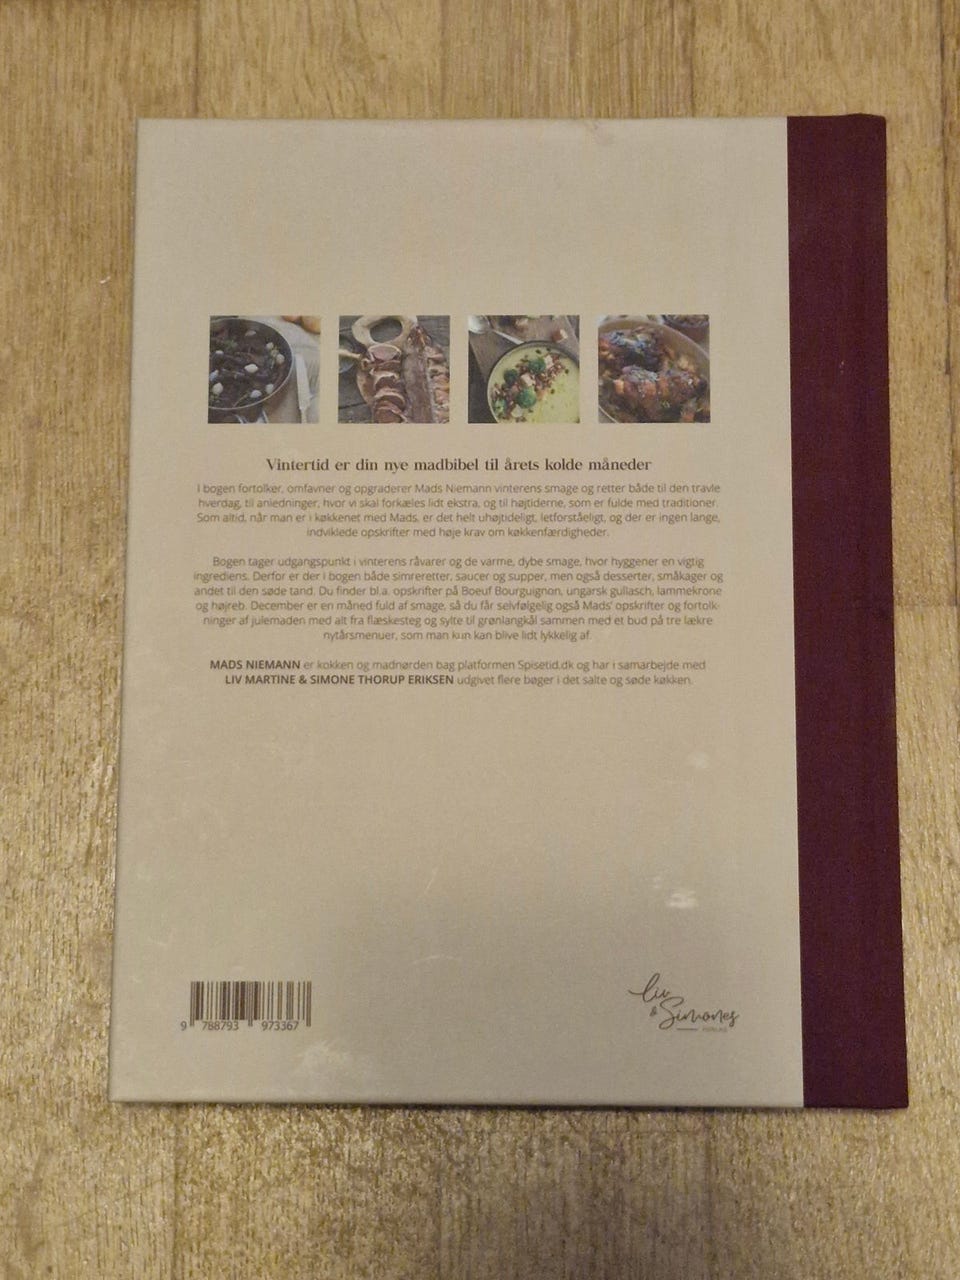 Vintertid er din nye madbibel til årets kolde måneder
I bogen fortolker, omfavner og opgraderer Mads Niemann vinterens smage og retter både til den travle
hverdag, til anledninger, hvor vi skal forkæles lidt ekstra, og til højtiderne, som er fulde med traditioner.
Som altid, når man er i køkkenet med Mads, er det helt uhøjtideligt, letforståeligt, og der er ingen lange,
indviklede opskrifter med høje krav om køkkenfærdigheder.
Bogen tager udgangspunkt i vinterens råvarer og de varme, dybe smage, hvor hyggener en vigtig
ingrediens. Derfor er der i bogen både simreretter, saucer og supper, men også desserter, småkager og
andet til den søde tand. Du finder bl.a. opskrifter på Boeuf Bourguignon, ungarsk gullasch, lammekrone
og højreb. December er en måned fuld af smage, så du får selvfølgelig også Mads' opskrifter og fortolk-
ninger af julemaden med alt fra flæskesteg og sylte til grønlangkål sammen med et bud på tre lækre
nytårsmenuer, som man kun kan blive lidt lykkelig af.
MADS NIEMANN er kokken og madnørden bag platformen Spisetid.dk og har i samarbejde med
LIV MARTINE & SIMONE THORUP ERIKSEN udgivet flere bøger i det salte og søde køkken.
9 788793 973367
Liv
& Simones
FORLAG